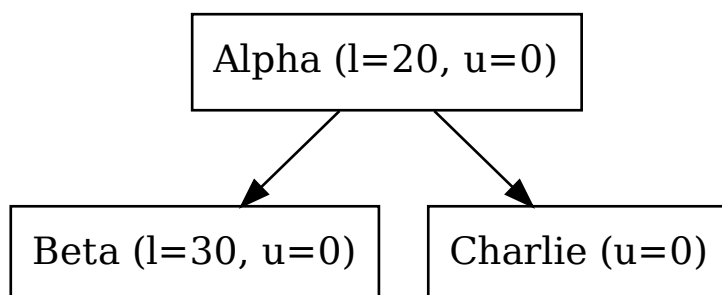 Alpha (l=20, u=0)
Beta (l=30, u=0)
Charlie (u=0)